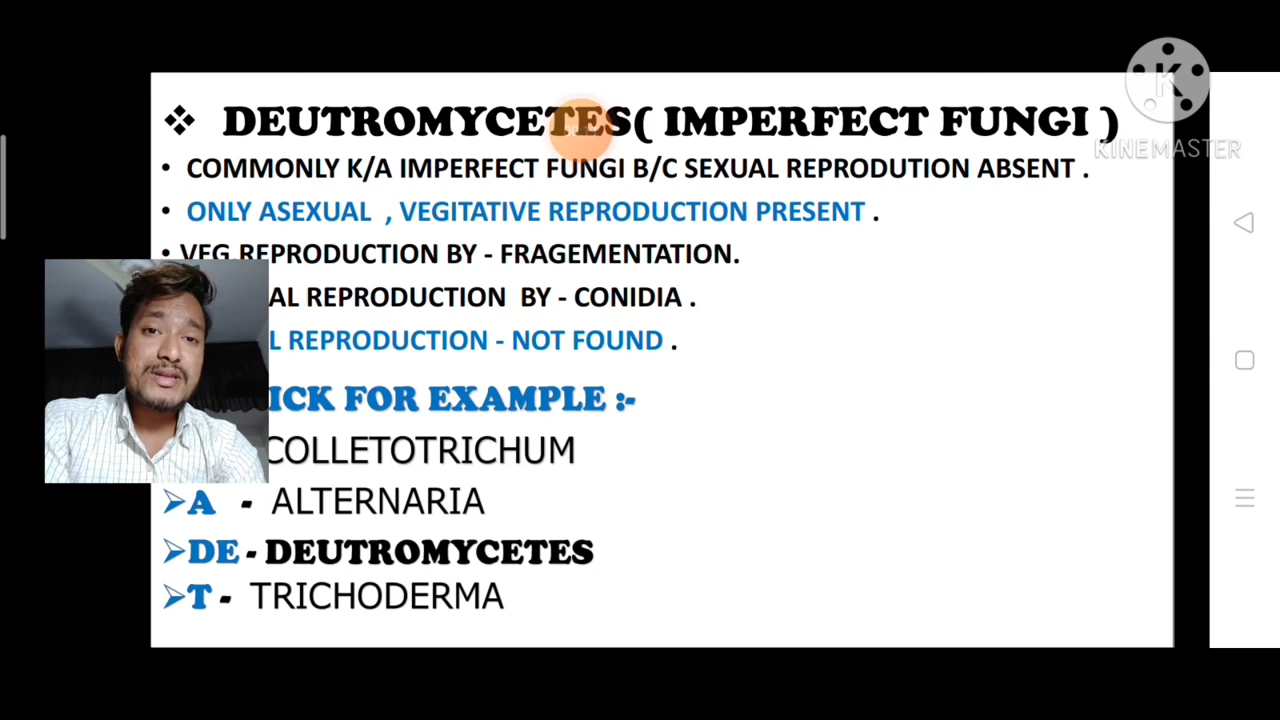 ❖ DEUTROMYCETES( IMPERFECT FUNGI )
K
KINEMASTER
• COMMONLY K/A IMPERFECT FUNGI B/C SEXUAL REPRODUTION ABSENT .
• ONLY ASEXUAL , VEGITATIVE REPRODUCTION PRESENT .
• VEG REPRODUCTION BY - FRAGEMENTATION.
AL REPRODUCTION BY - CONIDIA .
L REPRODUCTION - NOT FOUND .
ICK FOR EXAMPLE :-
COLLETOTRICHUM
➢A - ALTERNARIA
➢DE - DEUTROMYCETES
➢T - TRICHODERMA